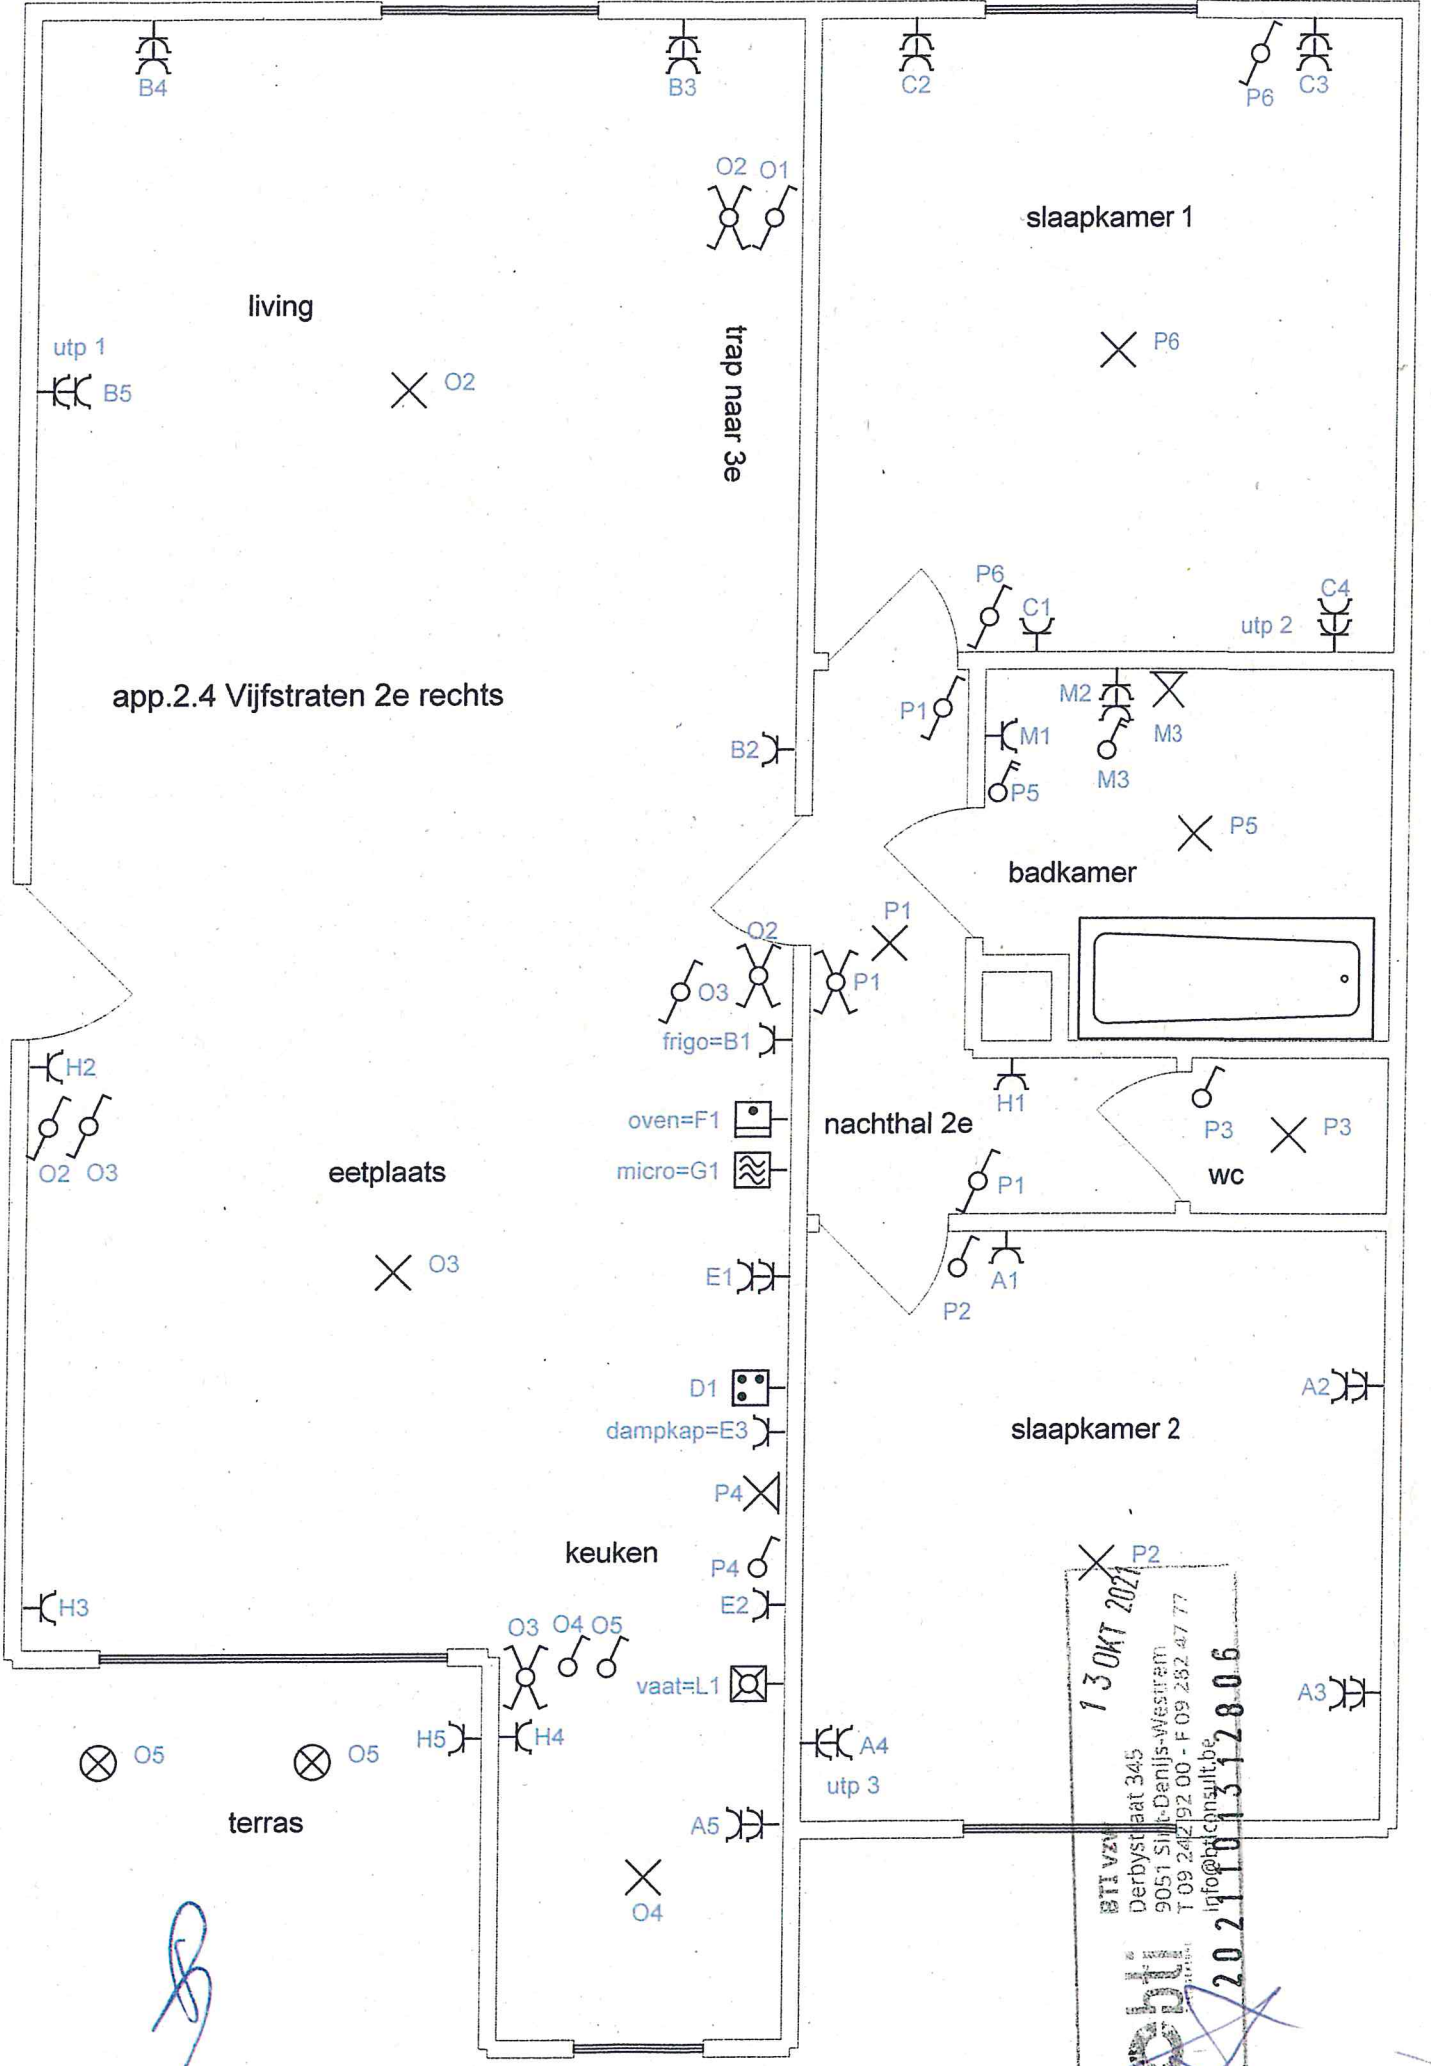 B4
B3
C2
P6
C3
O2 O1
slaapkamer 1
living
trap naar 3e
utp 1
B5
O2
P6
P6
C1
C4
utp 2
app.2.4 Vijfstraten 2e rechts
B2
P1
M1
M2
M3
M3
P5
P5
badkamer
P1
O2
O3
P1
frigo=B1
H2
O2 O3
oven=F1
nachthal 2e
H1
P3
P3
wc
eetplaats
micro=G1
P1
O3
E1
P2
A1
D1
A2
dampkap=E3
slaapkamer 2
P4
keuken
P4
P2
E2
H3
O3 O4 O5
vaat=L1
A3
H5
H4
A4
utp 3
O5
O5
terras
A5
O4
13 OKT 2021
BTI vzw
Derbystraat 345
9051 Sint-Denijs-Westrem
T 09 242 92 00 - F 09 282 47 77
info@bticonsult.be
2021101312806
bti